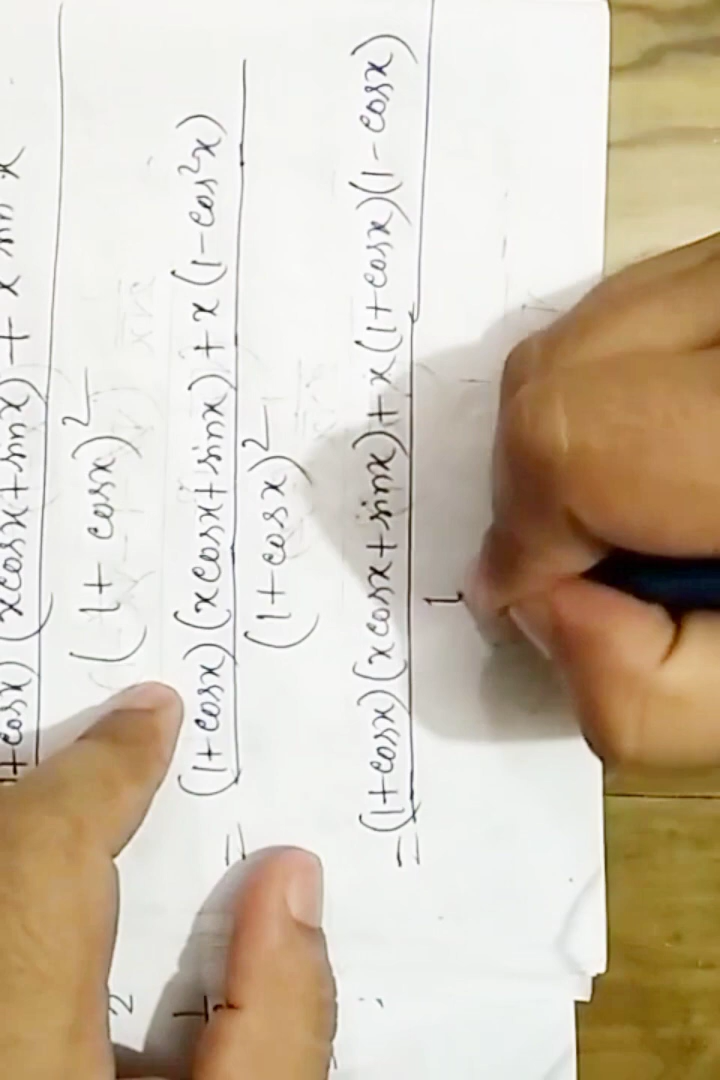 +cosx) (xcosx+sinx) + x sin x
(1+ cosx)²
= (1+cosx) (xcosx+sinx) + x (1-cos²x)
(1+cosx)²
= (1+cosx) (xcosx+sinx) + x (1+cosx) (1-cosx)